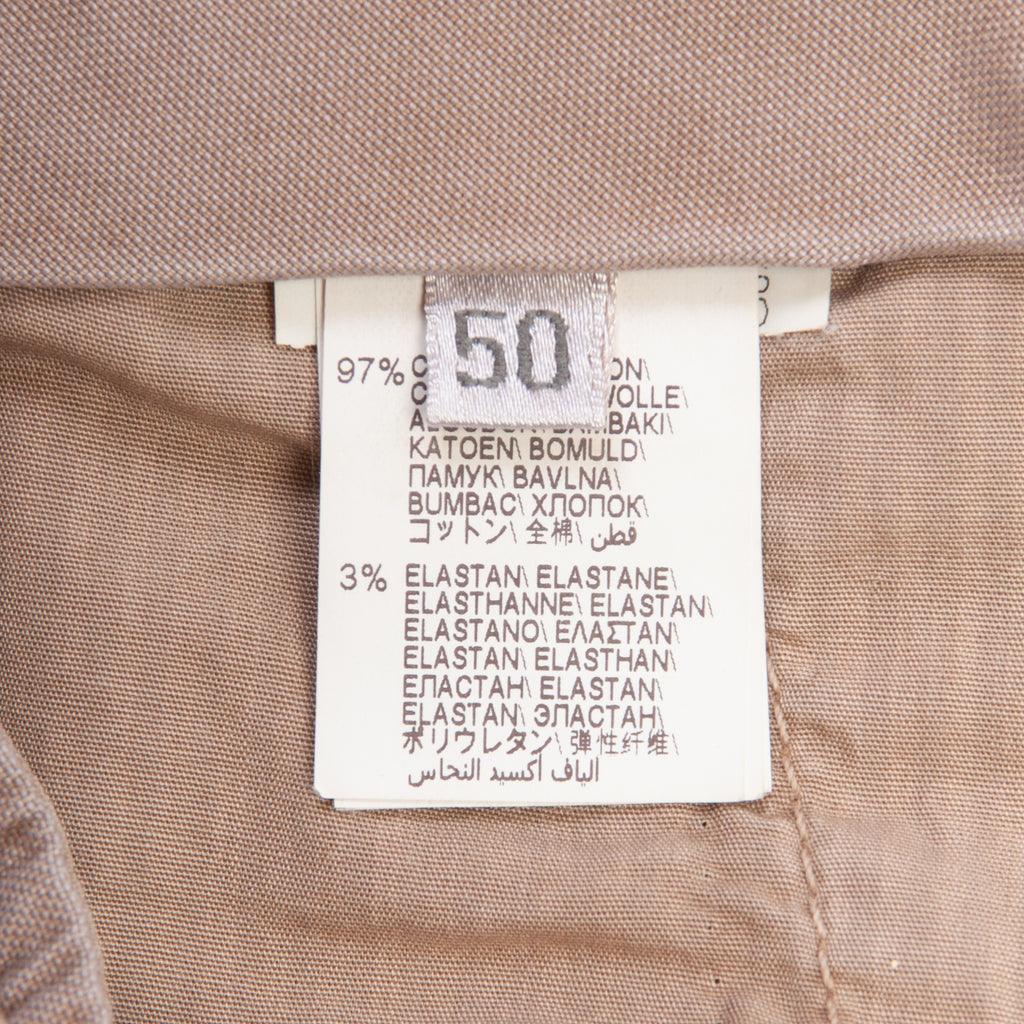 50
97%
KATOEN\ BOMULD\
ПАМУК\ BAVLNA\
BUMBAC\ ХЛОПОК\
コットン\ 全棉\ قطن
3% ELASTAN\ ELASTANE\
ELASTHANNE\ ELASTAN\
ELASTANO\ ΕΛΑΣΤΑΝ\
ELASTAN\ ELASTHAN\
ЕЛАСТАН\ ELASTAN\
ELASTAN\ ЭЛАСТАН\
ポリウレタン\ 弹性纤维\
الياف اكسيد النحاس